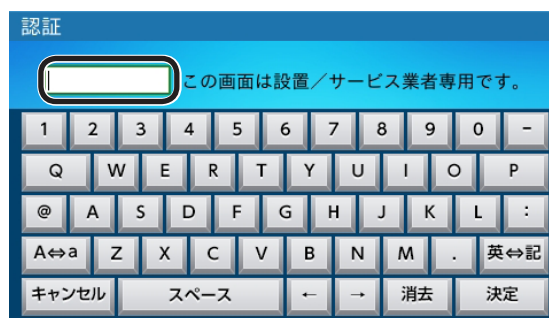 認証
この画面は設置／サービス業者専用です。
1 2 3 4 5 6 7 8 9 0 -
Q W E R T Y U I O P
@ A S D F G H J K L :
A⇔a Z X C V B N M . 英⇔記
キャンセル スペース ← → 消去 決定